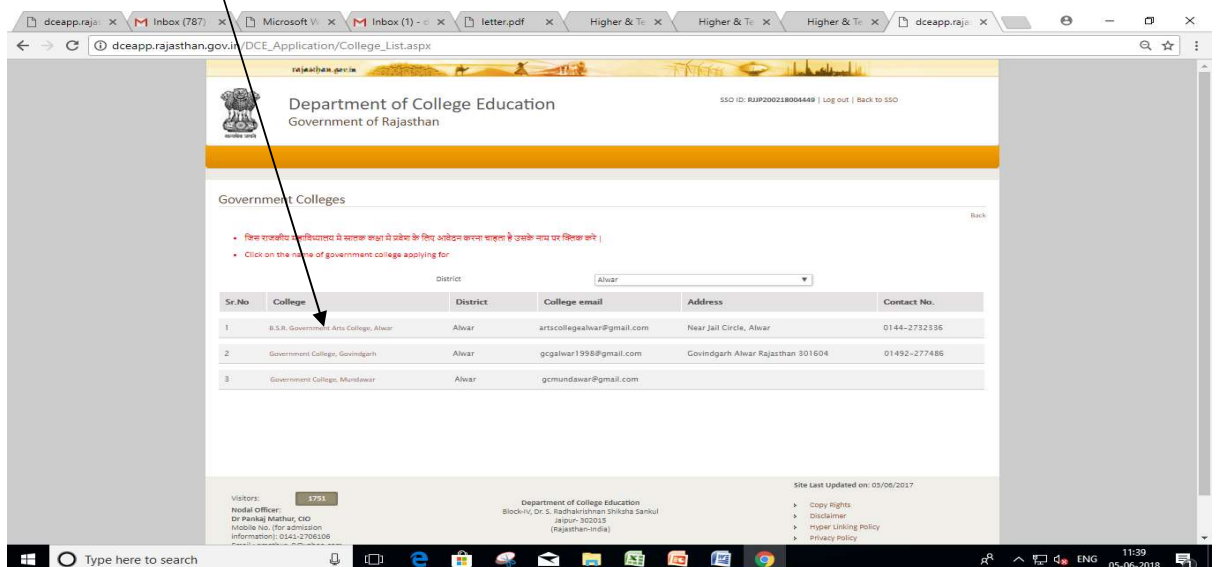 dceapp.rajas
Inbox (787)
Microsoft W
Inbox (1) - c
letter.pdf
Higher & Te
Higher & Te
Higher & Te
dceapp.rajas
dceapp.rajasthan.gov.in/DCE_Application/College_List.aspx
rajasthan.gov.in
Department of College Education
Government of Rajasthan
SSO ID: RJJP200218004449 | Log out | Back to SSO
Government Colleges
Back
जिस राजकीय महाविध्यालय मे स्नातक कक्षा मे प्रवेश के लिए आवेदन करना चाहता है उसके नाम पर क्लिक करे |
Click on the name of government college applying for
District Alwar
Sr.No College District College email Address Contact No.
1 B.S.R. Government Arts College, Alwar Alwar artscollegealwar@gmail.com Near Jail Circle, Alwar 0144-2732336
2 Government College, Govindgarh Alwar gcgalwar1998@gmail.com Govindgarh Alwar Rajasthan 301604 01492-277486
3 Government College, Mundawar Alwar gcmundawar@gmail.com
Visitors: 1751
Nodal Officer:
Dr Pankaj Mathur, CIO
Mobile No. (for admission
information): 0141-2706106
Department of College Education
Block-IV, Dr. S. Radhakrishnan Shiksha Sankul
Jaipur- 302015
(Rajasthan-India)
Site Last Updated on: 03/06/2017
Copy Rights
Disclaimer
Hyper Linking Policy
Privacy Policy
Type here to search
ENG
11:39
05-06-2018